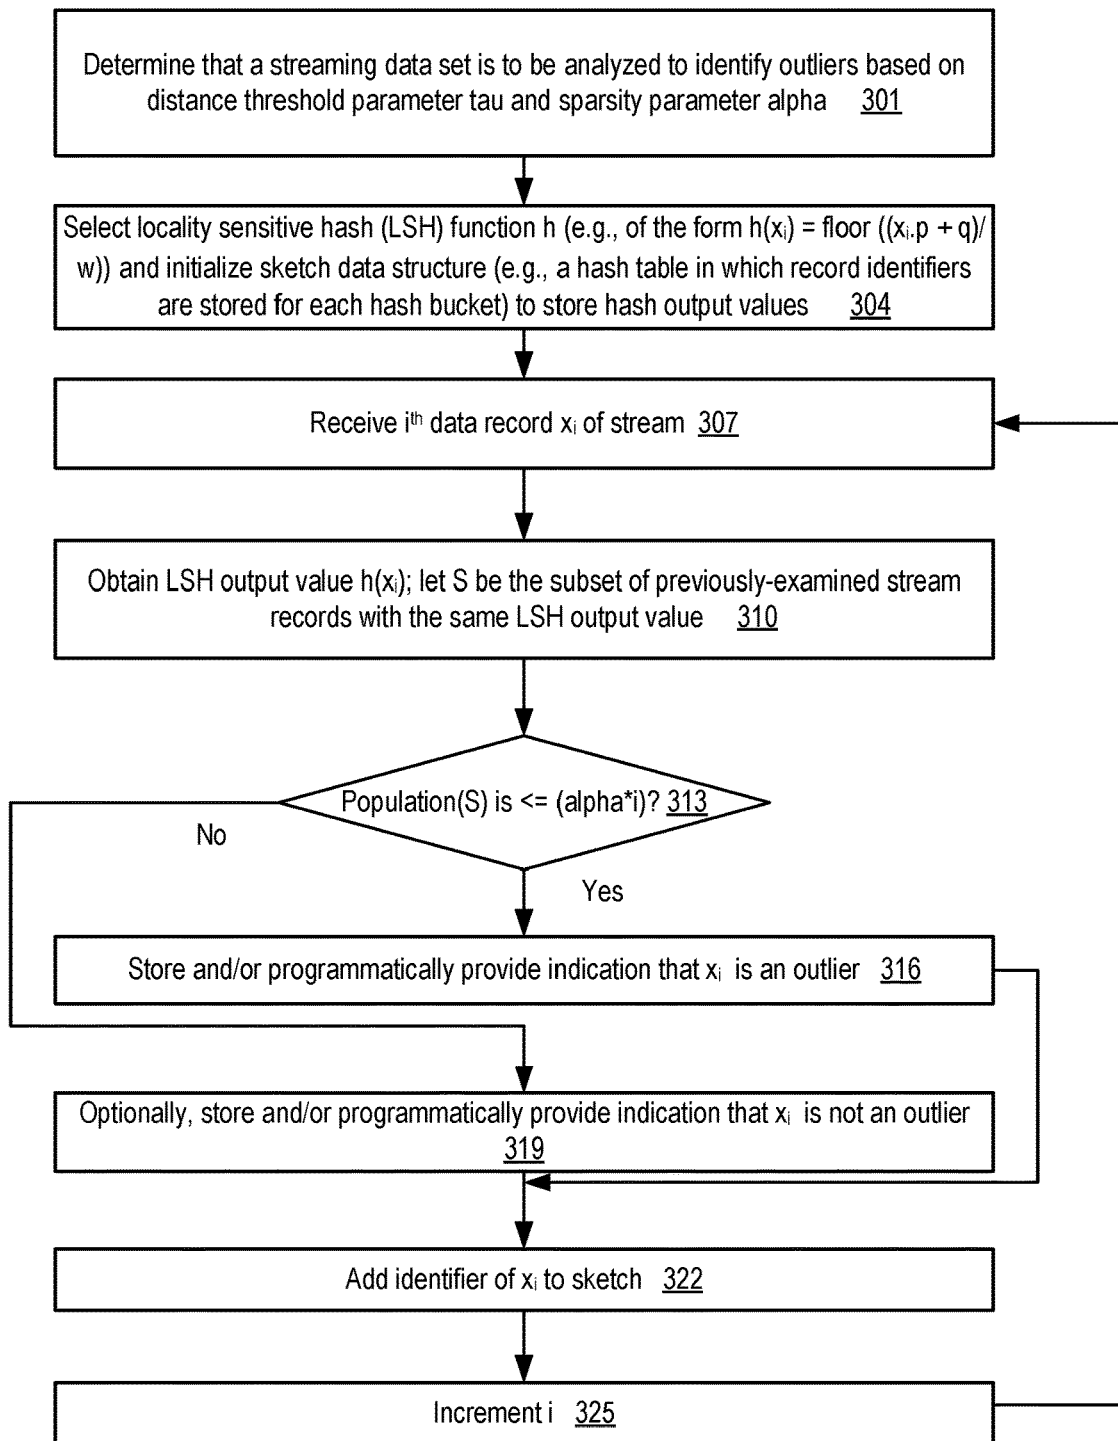 Determine that a streaming data set is to be analyzed to identify outliers based on
distance threshold parameter tau and sparsity parameter alpha 301
Select locality sensitive hash (LSH) function h (e.g., of the form h(xi) = floor ((xi.p + q)/
w)) and initialize sketch data structure (e.g., a hash table in which record identifiers
are stored for each hash bucket) to store hash output values 304
Receive ith data record xi of stream 307
Obtain LSH output value h(xi); let S be the subset of previously-examined stream
records with the same LSH output value 310
Population(S) is <= (alpha*i)? 313
No
Yes
Store and/or programmatically provide indication that xi is an outlier 316
Optionally, store and/or programmatically provide indication that xi is not an outlier
319
Add identifier of xi to sketch 322
Increment i 325